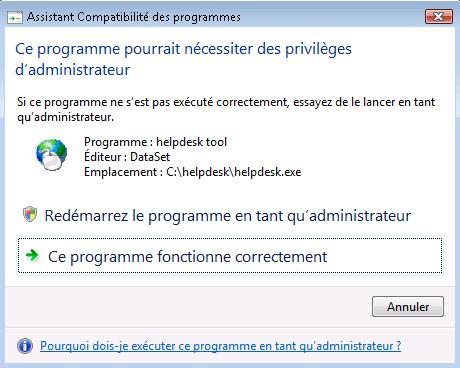 Assistant Compatibilité des programmes
Ce programme pourrait nécessiter des privilèges
d'administrateur
Si ce programme ne s'est pas exécuté correctement, essayez de le lancer en tant
qu'administrateur.
Programme : helpdesk tool
Éditeur : DataSet
Emplacement : C:\helpdesk\helpdesk.exe
Redémarrez le programme en tant qu'administrateur
Ce programme fonctionne correctement
Annuler
Pourquoi dois-je exécuter ce programme en tant qu'administrateur ?